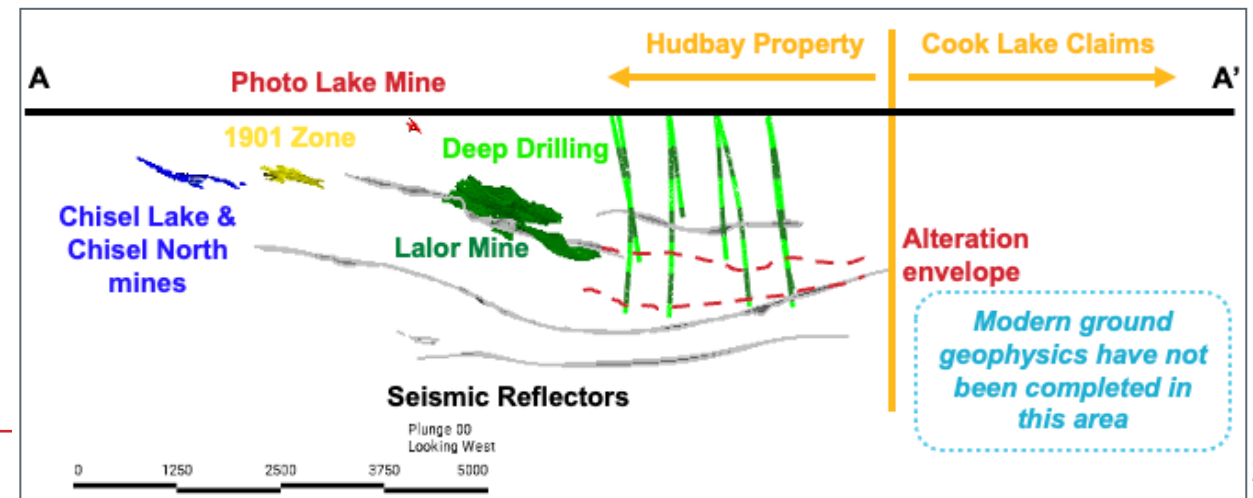 Hudbay Property
Cook Lake Claims
A
Photo Lake Mine
A'
1901 Zone
Deep Drilling
Chisel Lake &
Chisel North
mines
Lalor Mine
Alteration
envelope
Modern ground
geophysics have not
been completed in
this area
Seismic Reflectors
Plunge 00
Looking West
0 1250 2500 3750 5000